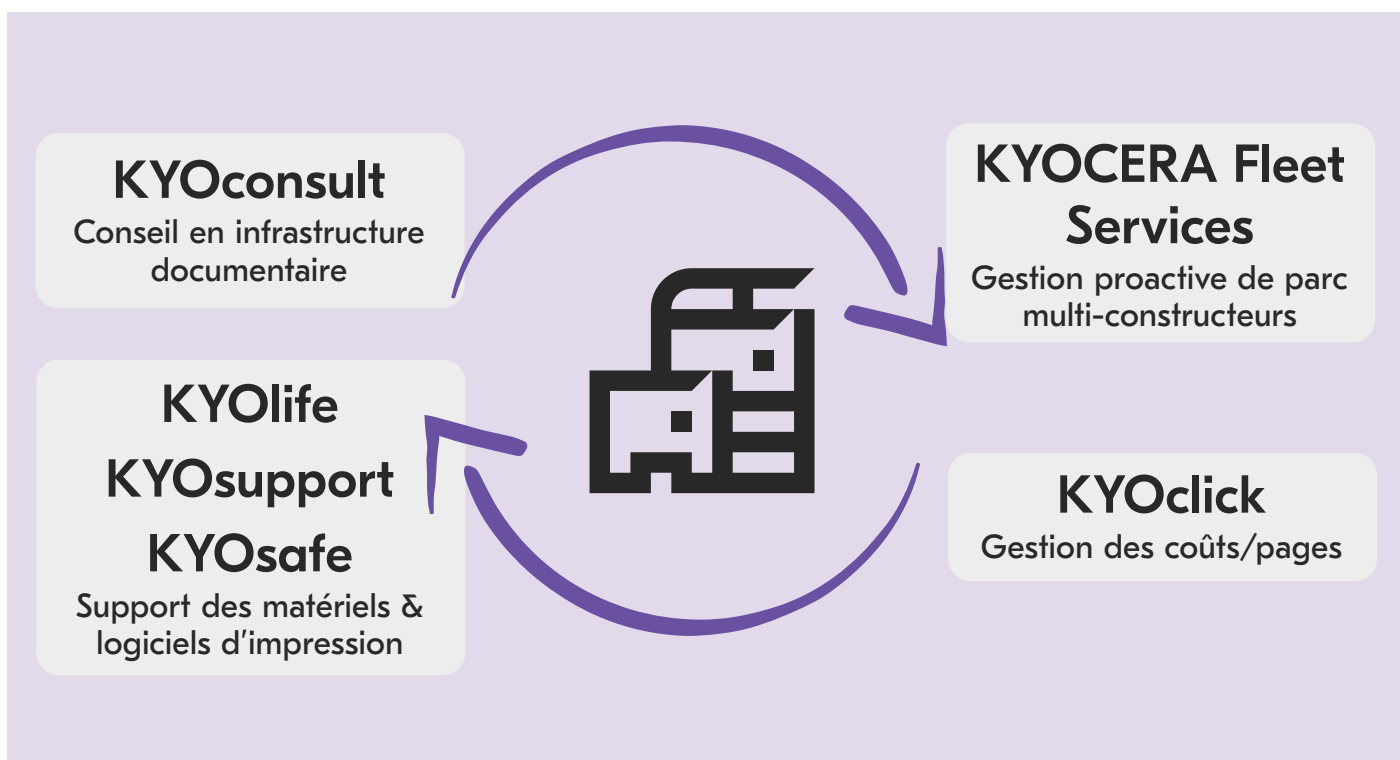 KYOconsult
Conseil en infrastructure
documentaire
KYOCERA Fleet
Services
Gestion proactive de parc
multi-constructeurs
KYOlife
KYOsupport
KYOsafe
Support des matériels &
logiciels d’impression
KYOclick
Gestion des coûts/pages